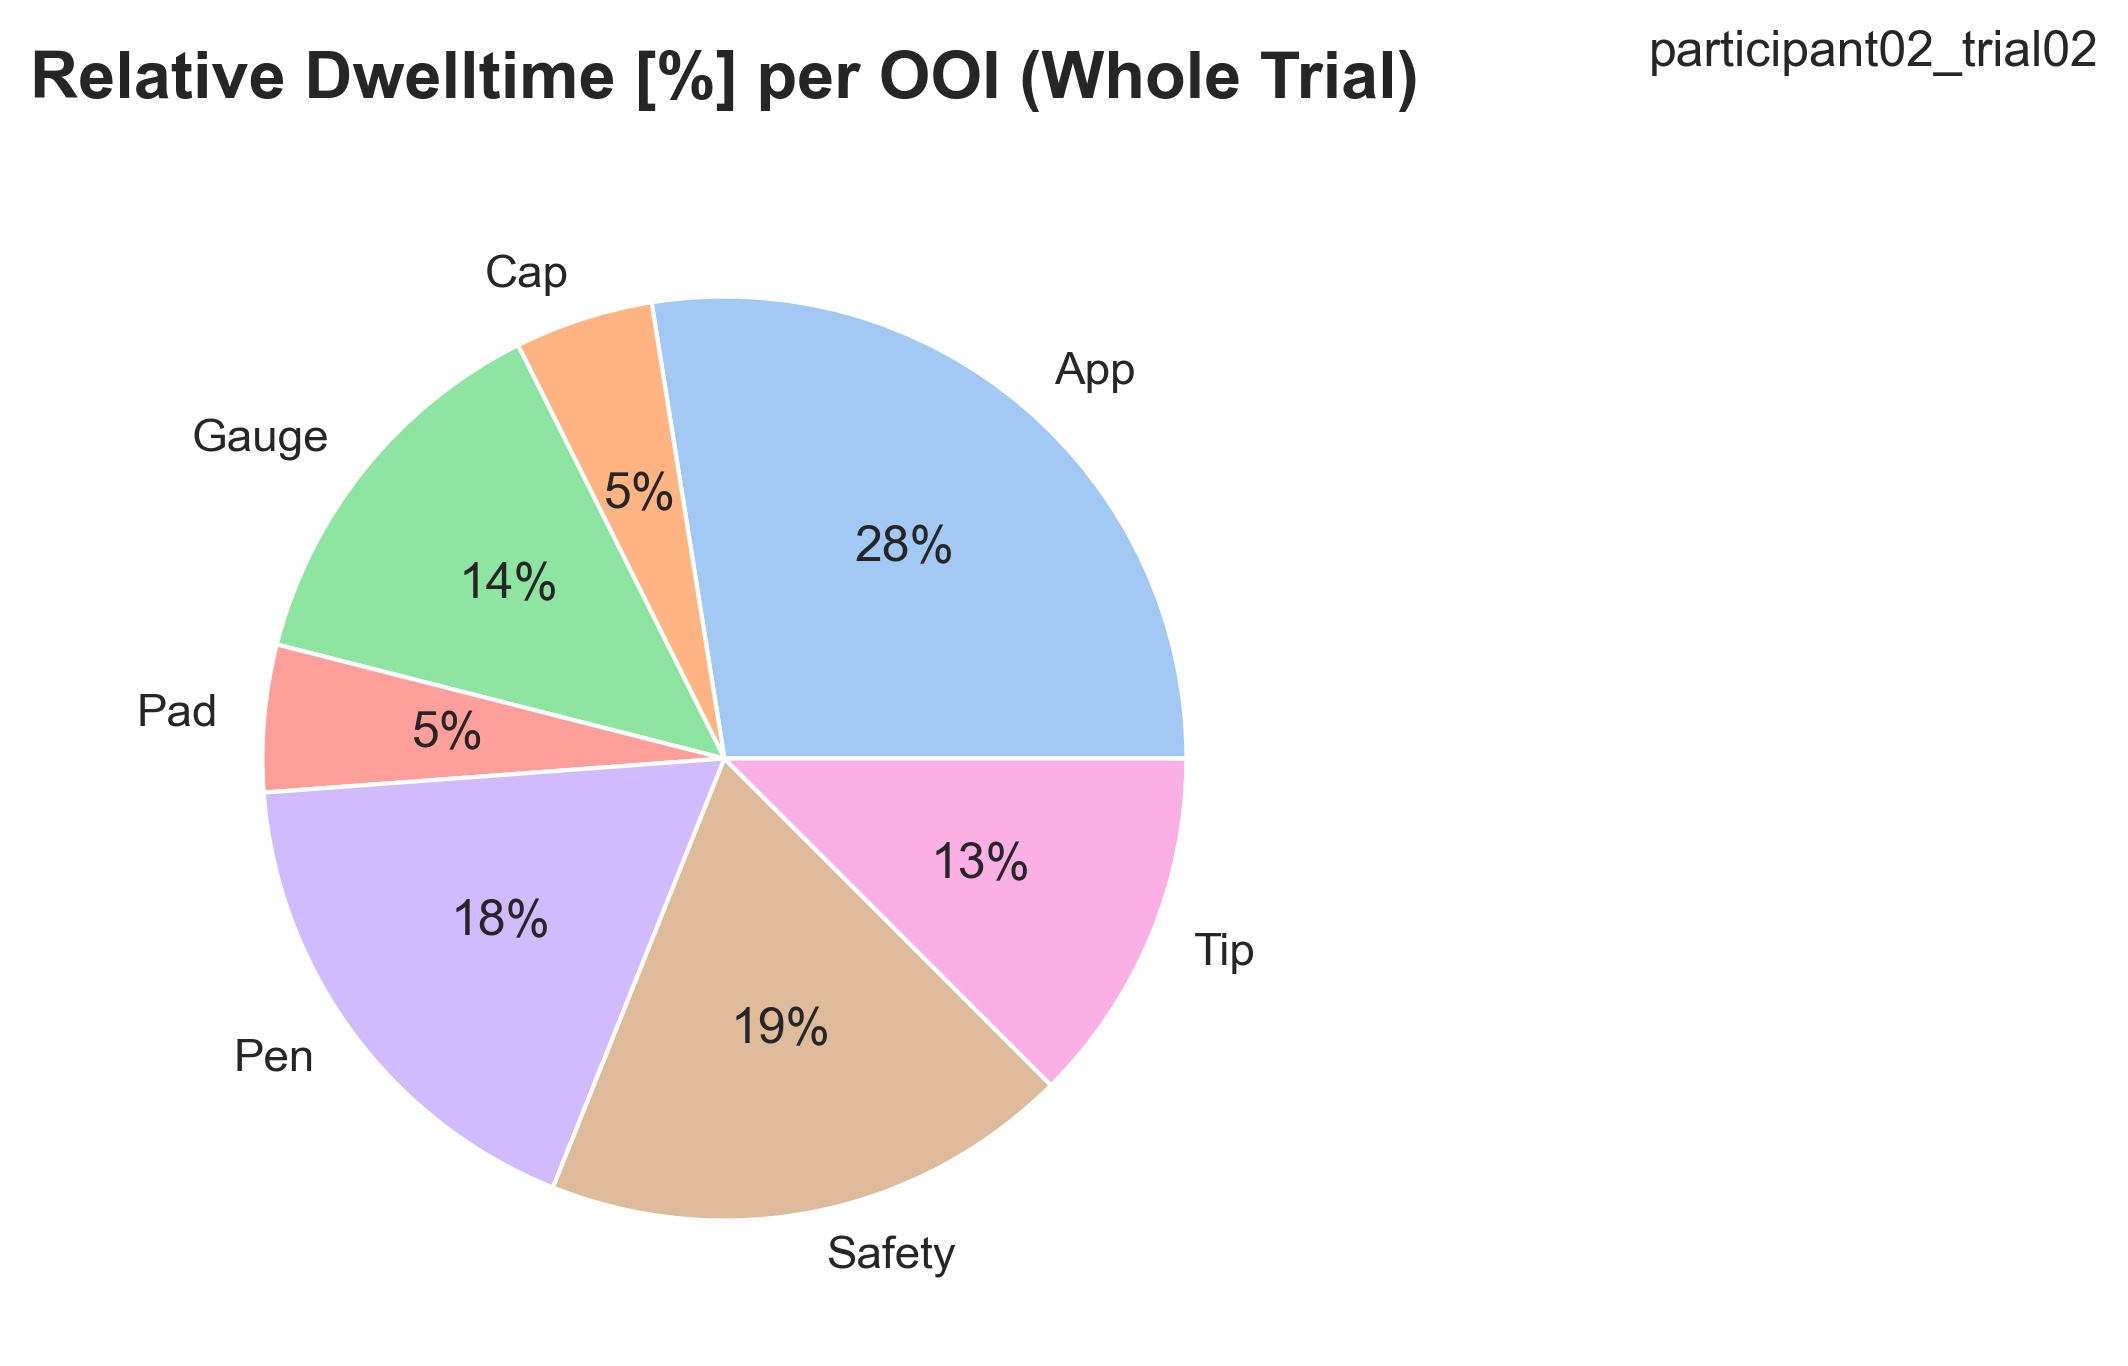 Relative Dwelltime [%] per OOI (Whole Trial)
participant02_trial02
Cap
App
Gauge
5%
28%
14%
Pad
5%
13%
18%
Tip
19%
Pen
Safety